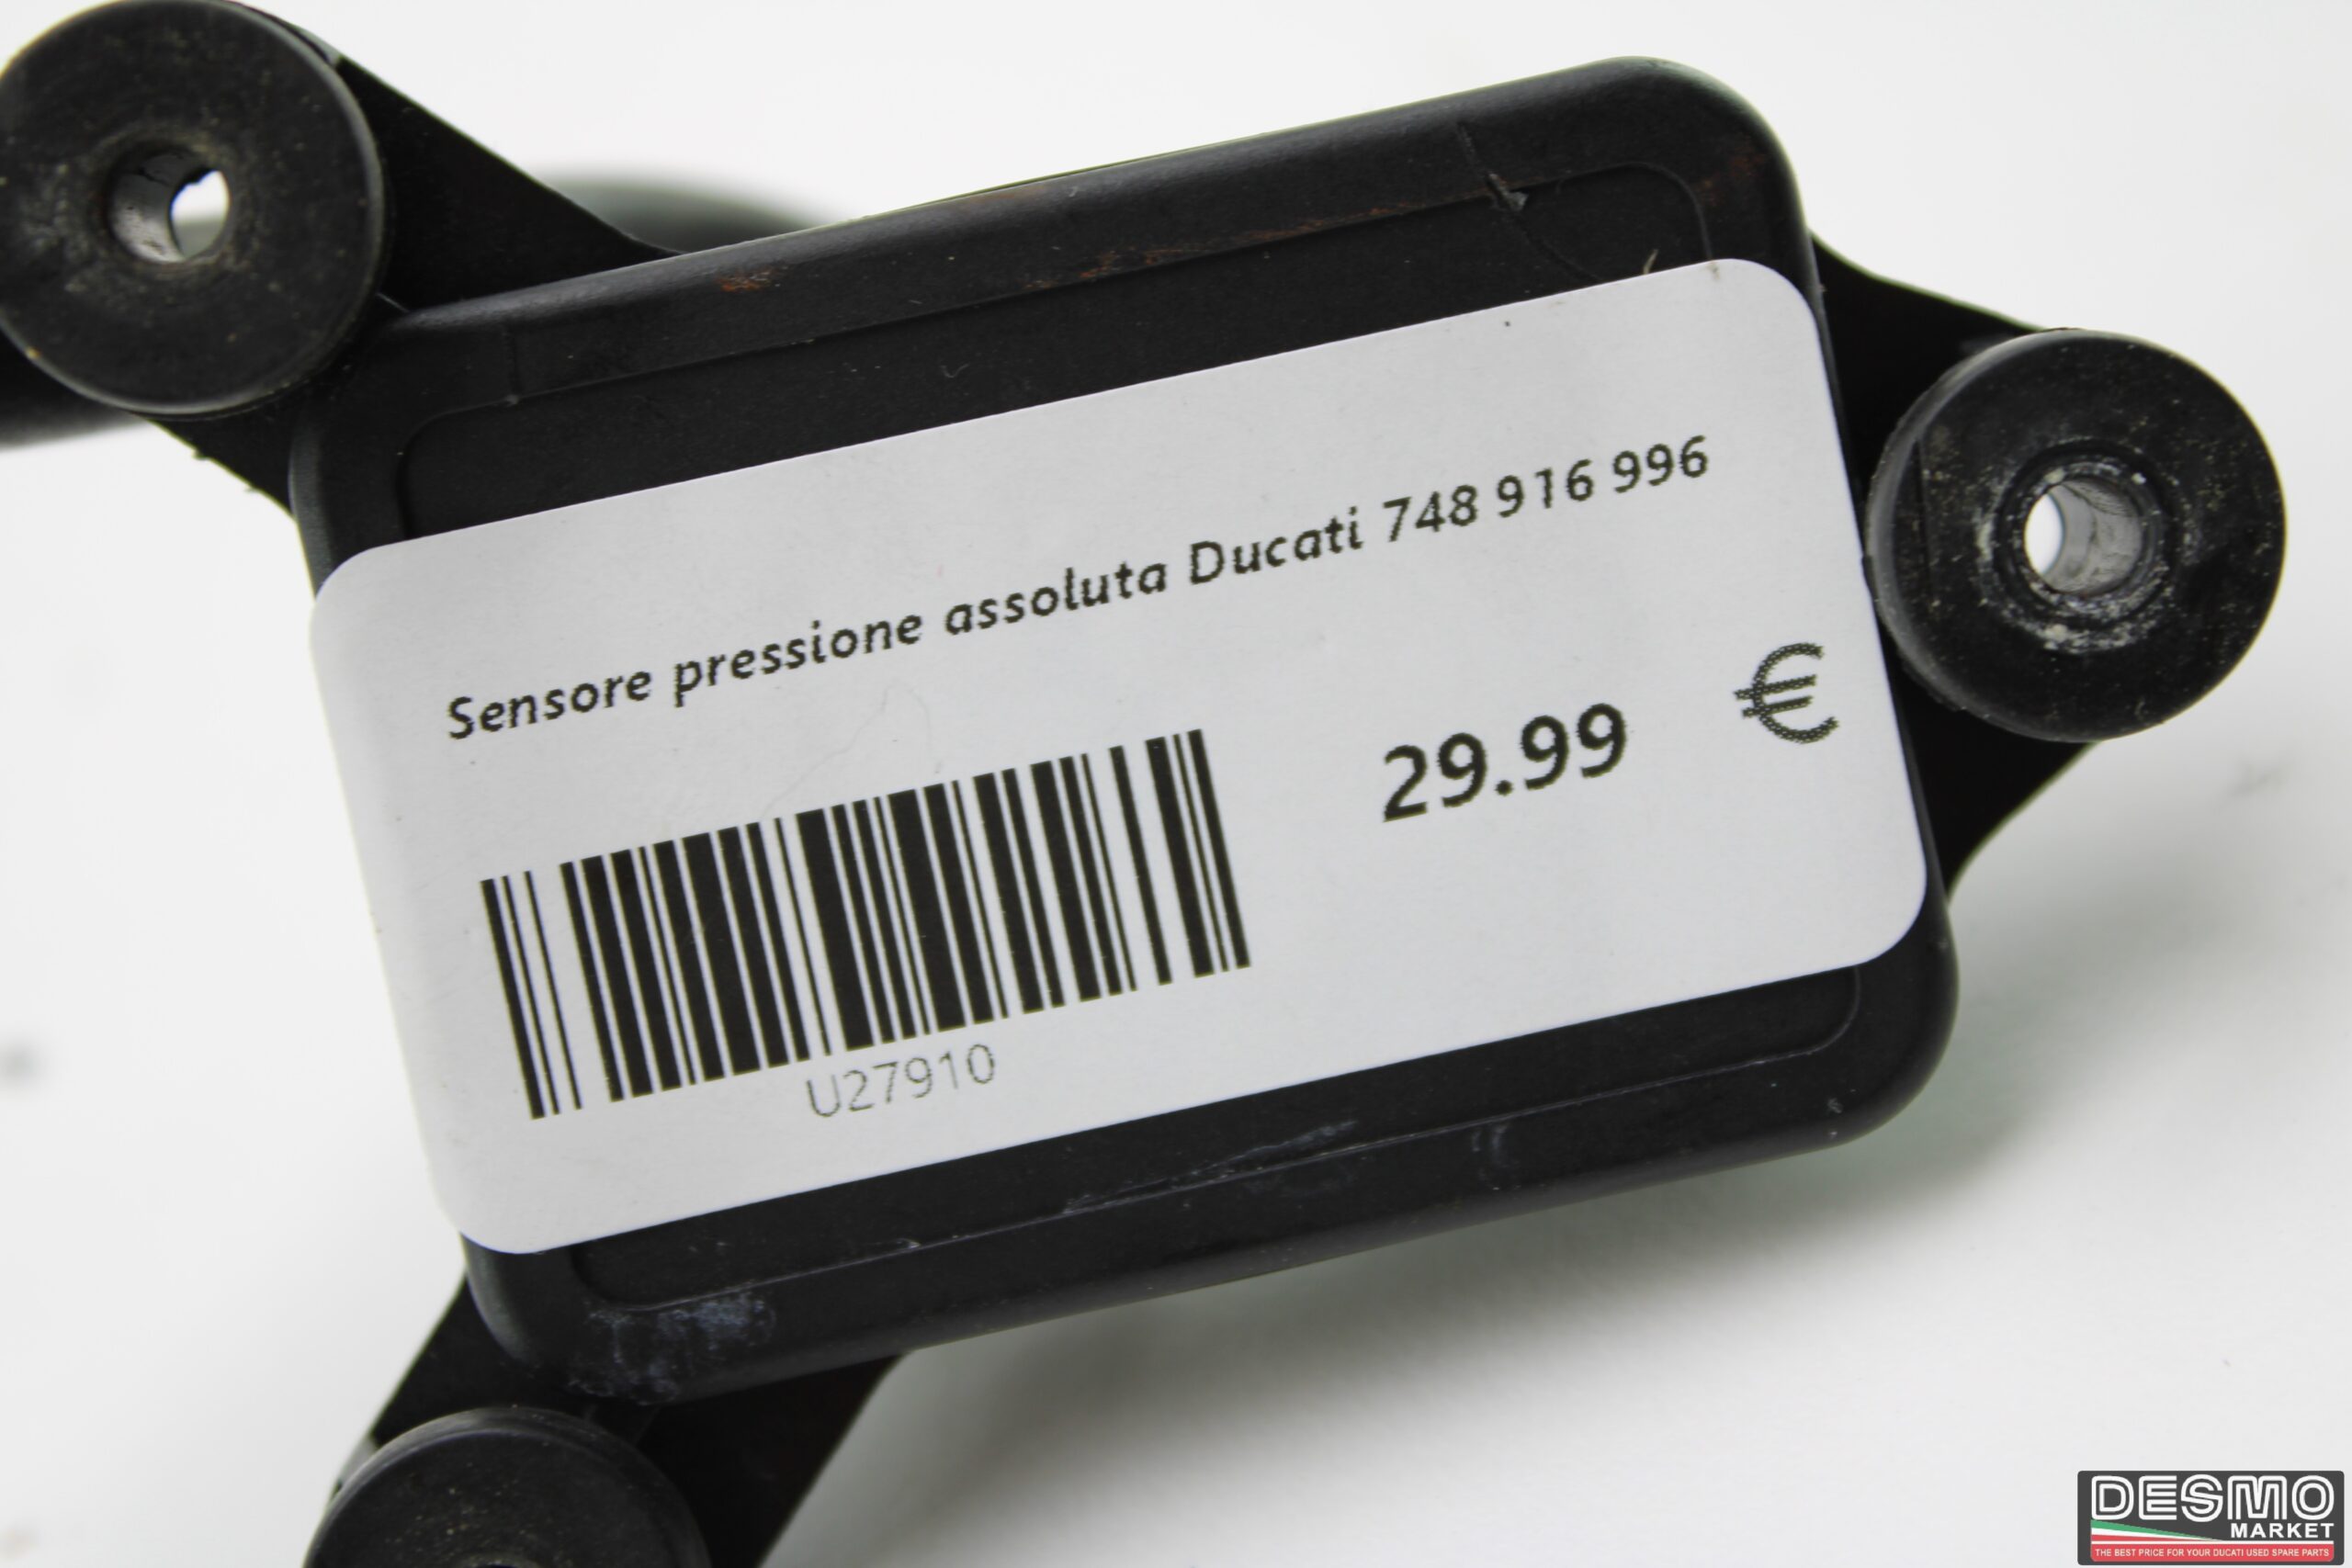 Sensore pressione assoluta Ducati 748 916 996
29.99 €
U27910
DESMO
MARKET
THE BEST PRICE FOR YOUR DUCATI USED SPARE PARTS